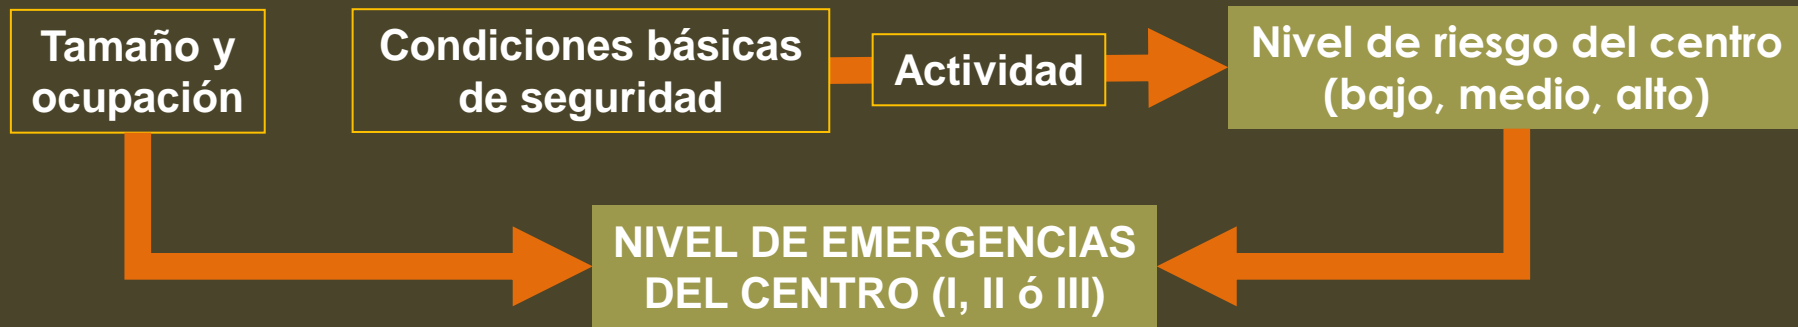 Tamaño y
ocupación
Condiciones básicas
de seguridad
Actividad
Nivel de riesgo del centro
(bajo, medio, alto)
NIVEL DE EMERGENCIAS
DEL CENTRO (I, II ó III)